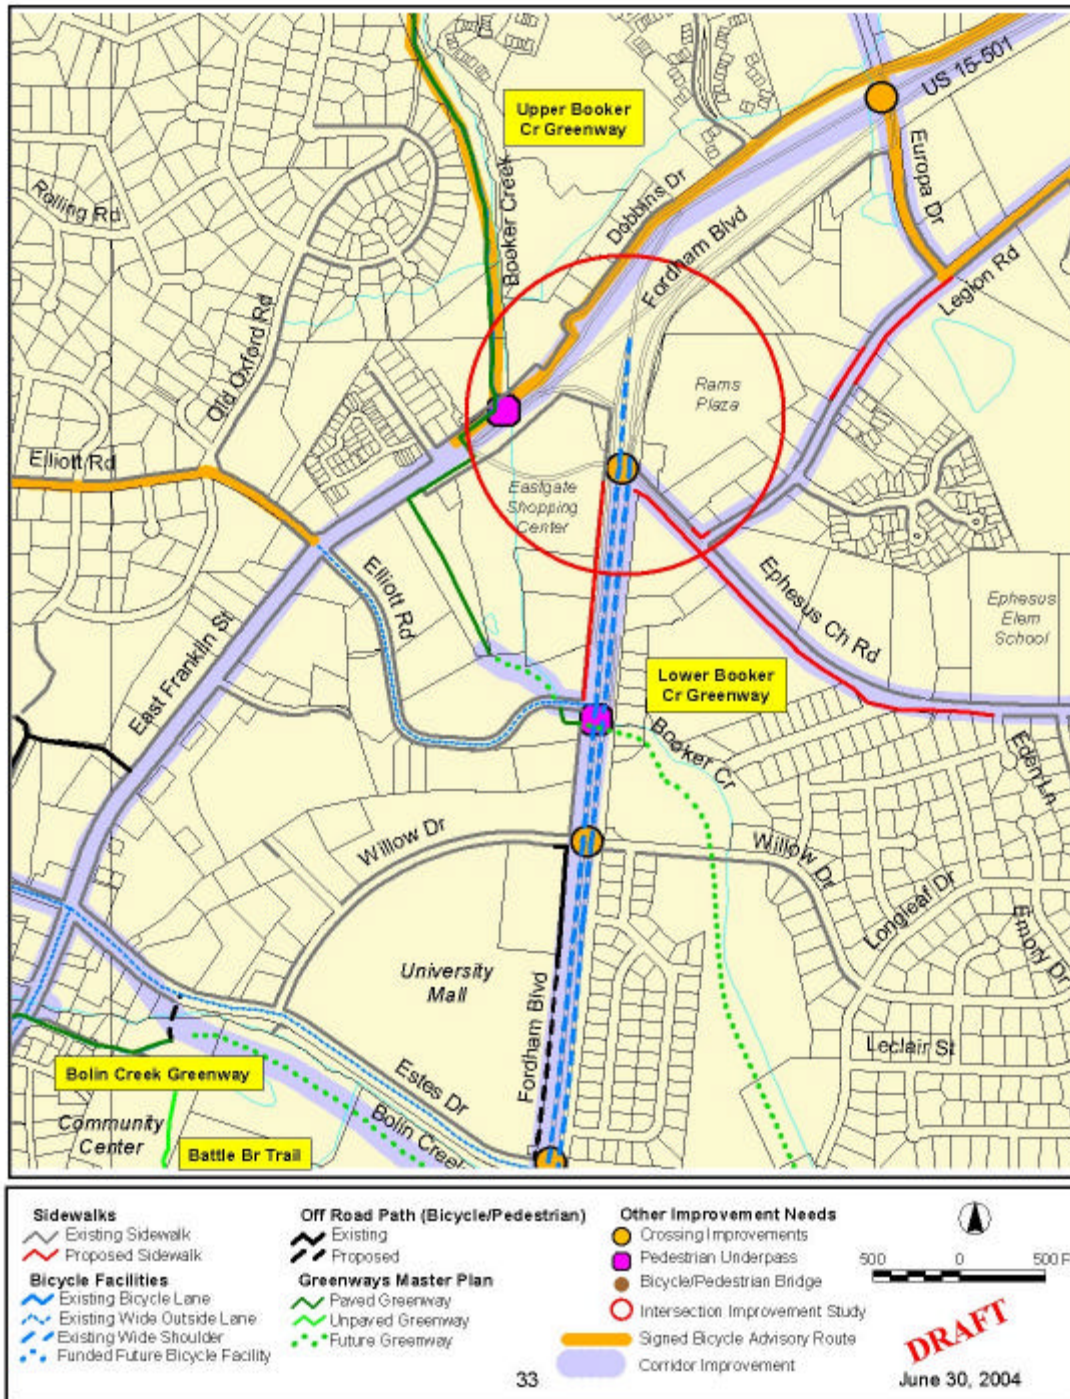 US 15-501
Upper Booker
Cr Greenway
Europa Dr
Rolling Rd
Booker Creek
Dobbins Dr
Fordham Blvd
Legion Rd
Old Oxford Rd
Rams
Plaza
Elliott Rd
Eastgate
Shopping
Center
Elliott Rd
Ephesus Ch Rd
Ephesus
Elem
School
East Franklin St
Lower Booker
Cr Greenway
Booker Cr
Eden Ln
Willow Dr
Willow Dr
Longleaf Dr
Emory Dr
University
Mall
Fordham Blvd
Leclair St
Bolin Creek Greenway
Estes Dr
Community
Center
Bolin Creek
Battle Br Trail
Sidewalks
Existing Sidewalk
Proposed Sidewalk
Bicycle Facilities
Existing Bicycle Lane
Existing Wide Outside Lane
Existing Wide Shoulder
Funded Future Bicycle Facility
Off Road Path (Bicycle/Pedestrian)
Existing
Proposed
Greenways Master Plan
Paved Greenway
Unpaved Greenway
Future Greenway
Other Improvement Needs
Crossing Improvements
Pedestrian Underpass
Bicycle/Pedestrian Bridge
Intersection Improvement Study
Signed Bicycle Advisory Route
Corridor Improvement
500 0 500 F
DRAFT
33
June 30, 2004